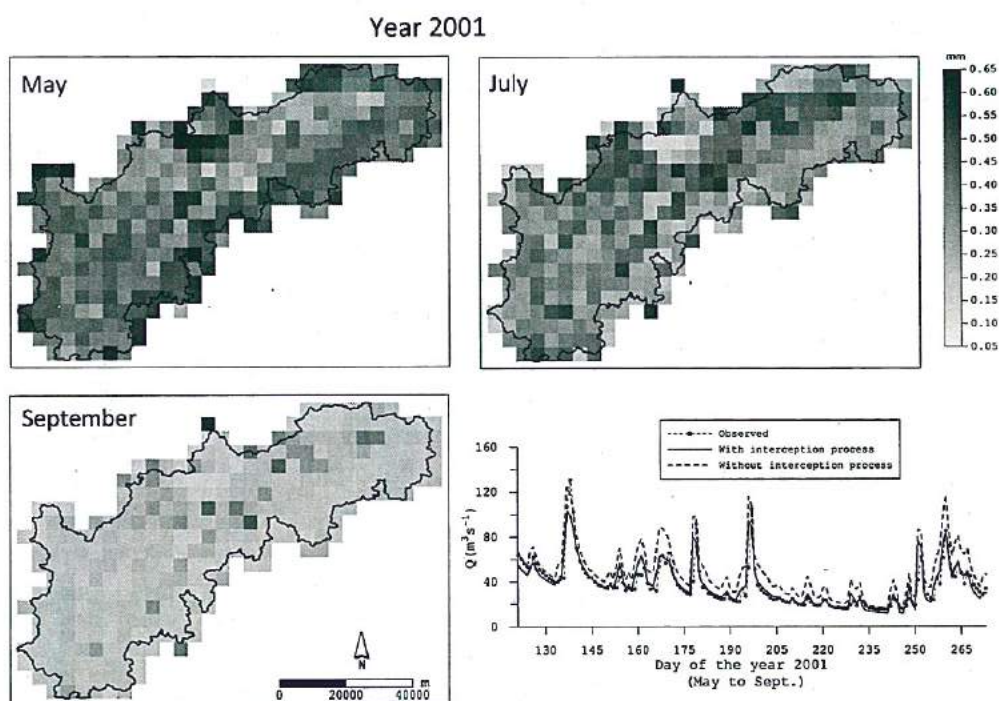 Year 2001
May
July
mm
0.65
0.60
0.55
0.50
0.45
0.40
0.35
0.30
0.25
0.20
0.15
0.10
0.05
September
N
m
0 20000 40000
Observed
With interception process
Without interception process
160
120
80
40
0
Q (m³s⁻¹)
130 145 161 177 189 205 220 235 250 265
Day of the year 2001
(May to Sept.)